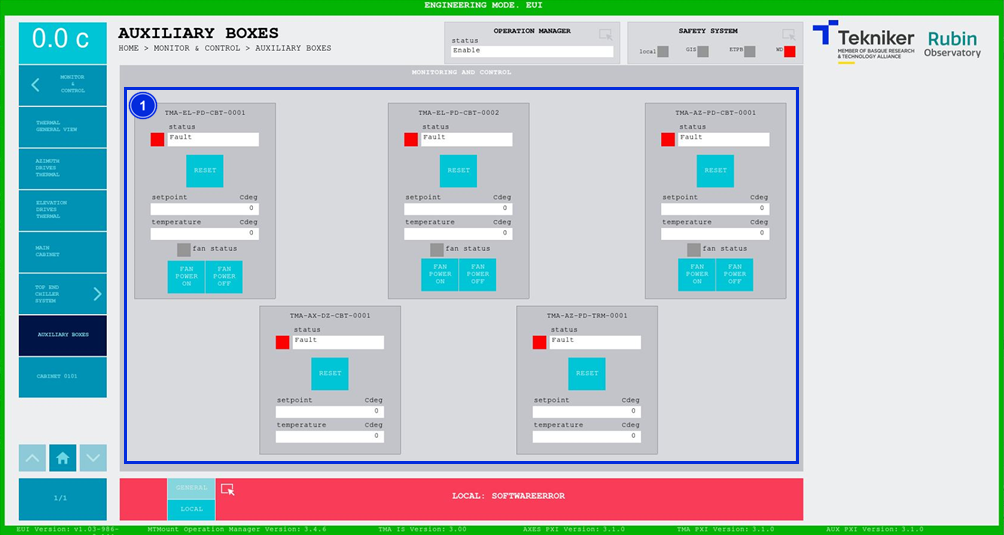 ENGINEERING MODE. EUI
0.0 c
AUXILIARY BOXES
HOME > MONITOR & CONTROL > AUXILIARY BOXES
OPERATION MANAGER
status
Enable
SAFETY SYSTEM
local
GIS
ETPB
WD
Tekniker
MEMBER OF BASQUE RESEARCH
& TECHNOLOGY ALLIANCE
Rubin
Observatory
MONITOR
&
CONTROL
THERMAL
GENERAL VIEW
AZIMUTH
DRIVES
THERMAL
ELEVATION
DRIVES
THERMAL
MAIN
CABINET
TOP END
CHILLER
SYSTEM
AUXILIARY BOXES
CABINET 0101
1/1
MONITORING AND CONTROL
1
TMA-EL-PD-CBT-0001
status
Fault
RESET
setpoint Cdeg
0
temperature Cdeg
0
fan status
FAN
POWER
ON
FAN
POWER
OFF
TMA-EL-PD-CBT-0002
status
Fault
RESET
setpoint Cdeg
0
temperature Cdeg
0
fan status
FAN
POWER
ON
FAN
POWER
OFF
TMA-AZ-PD-CBT-0001
status
Fault
RESET
setpoint Cdeg
0
temperature Cdeg
0
fan status
FAN
POWER
ON
FAN
POWER
OFF
TMA-AX-DZ-CBT-0001
status
Fault
RESET
setpoint Cdeg
0
temperature Cdeg
0
TMA-AZ-PD-TRM-0001
status
Fault
RESET
setpoint Cdeg
0
temperature Cdeg
0
GENERAL
LOCAL
LOCAL: SOFTWAREERROR
EUI Version: v1.03-986-
MTMount Operation Manager Version: 3.4.6
TMA IS Version: 3.00
AXES PXI Version: 3.1.0
TMA PXI Version: 3.1.0
AUX PXI Version: 3.1.0